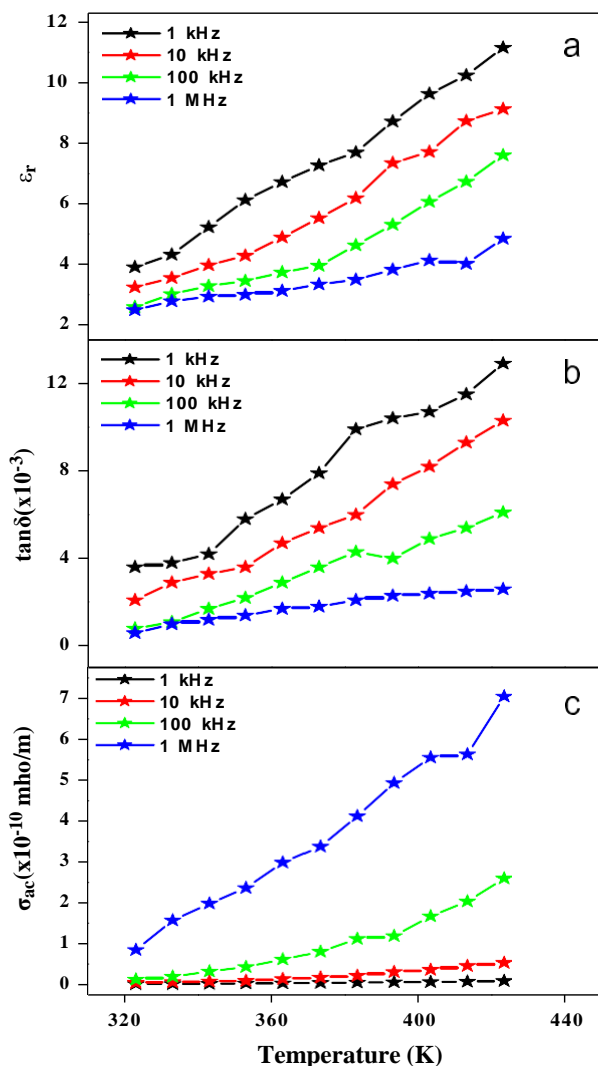 12
10
8
6
4
2
εr
1 kHz
10 kHz
100 kHz
1 MHz
a
12
8
4
0
tanδ(x10-3)
1 kHz
10 kHz
100 kHz
1 MHz
b
7
6
5
4
3
2
1
0
σac(x10-10 mho/m)
1 kHz
10 kHz
100 kHz
1 MHz
c
320 360 400 440
Temperature (K)